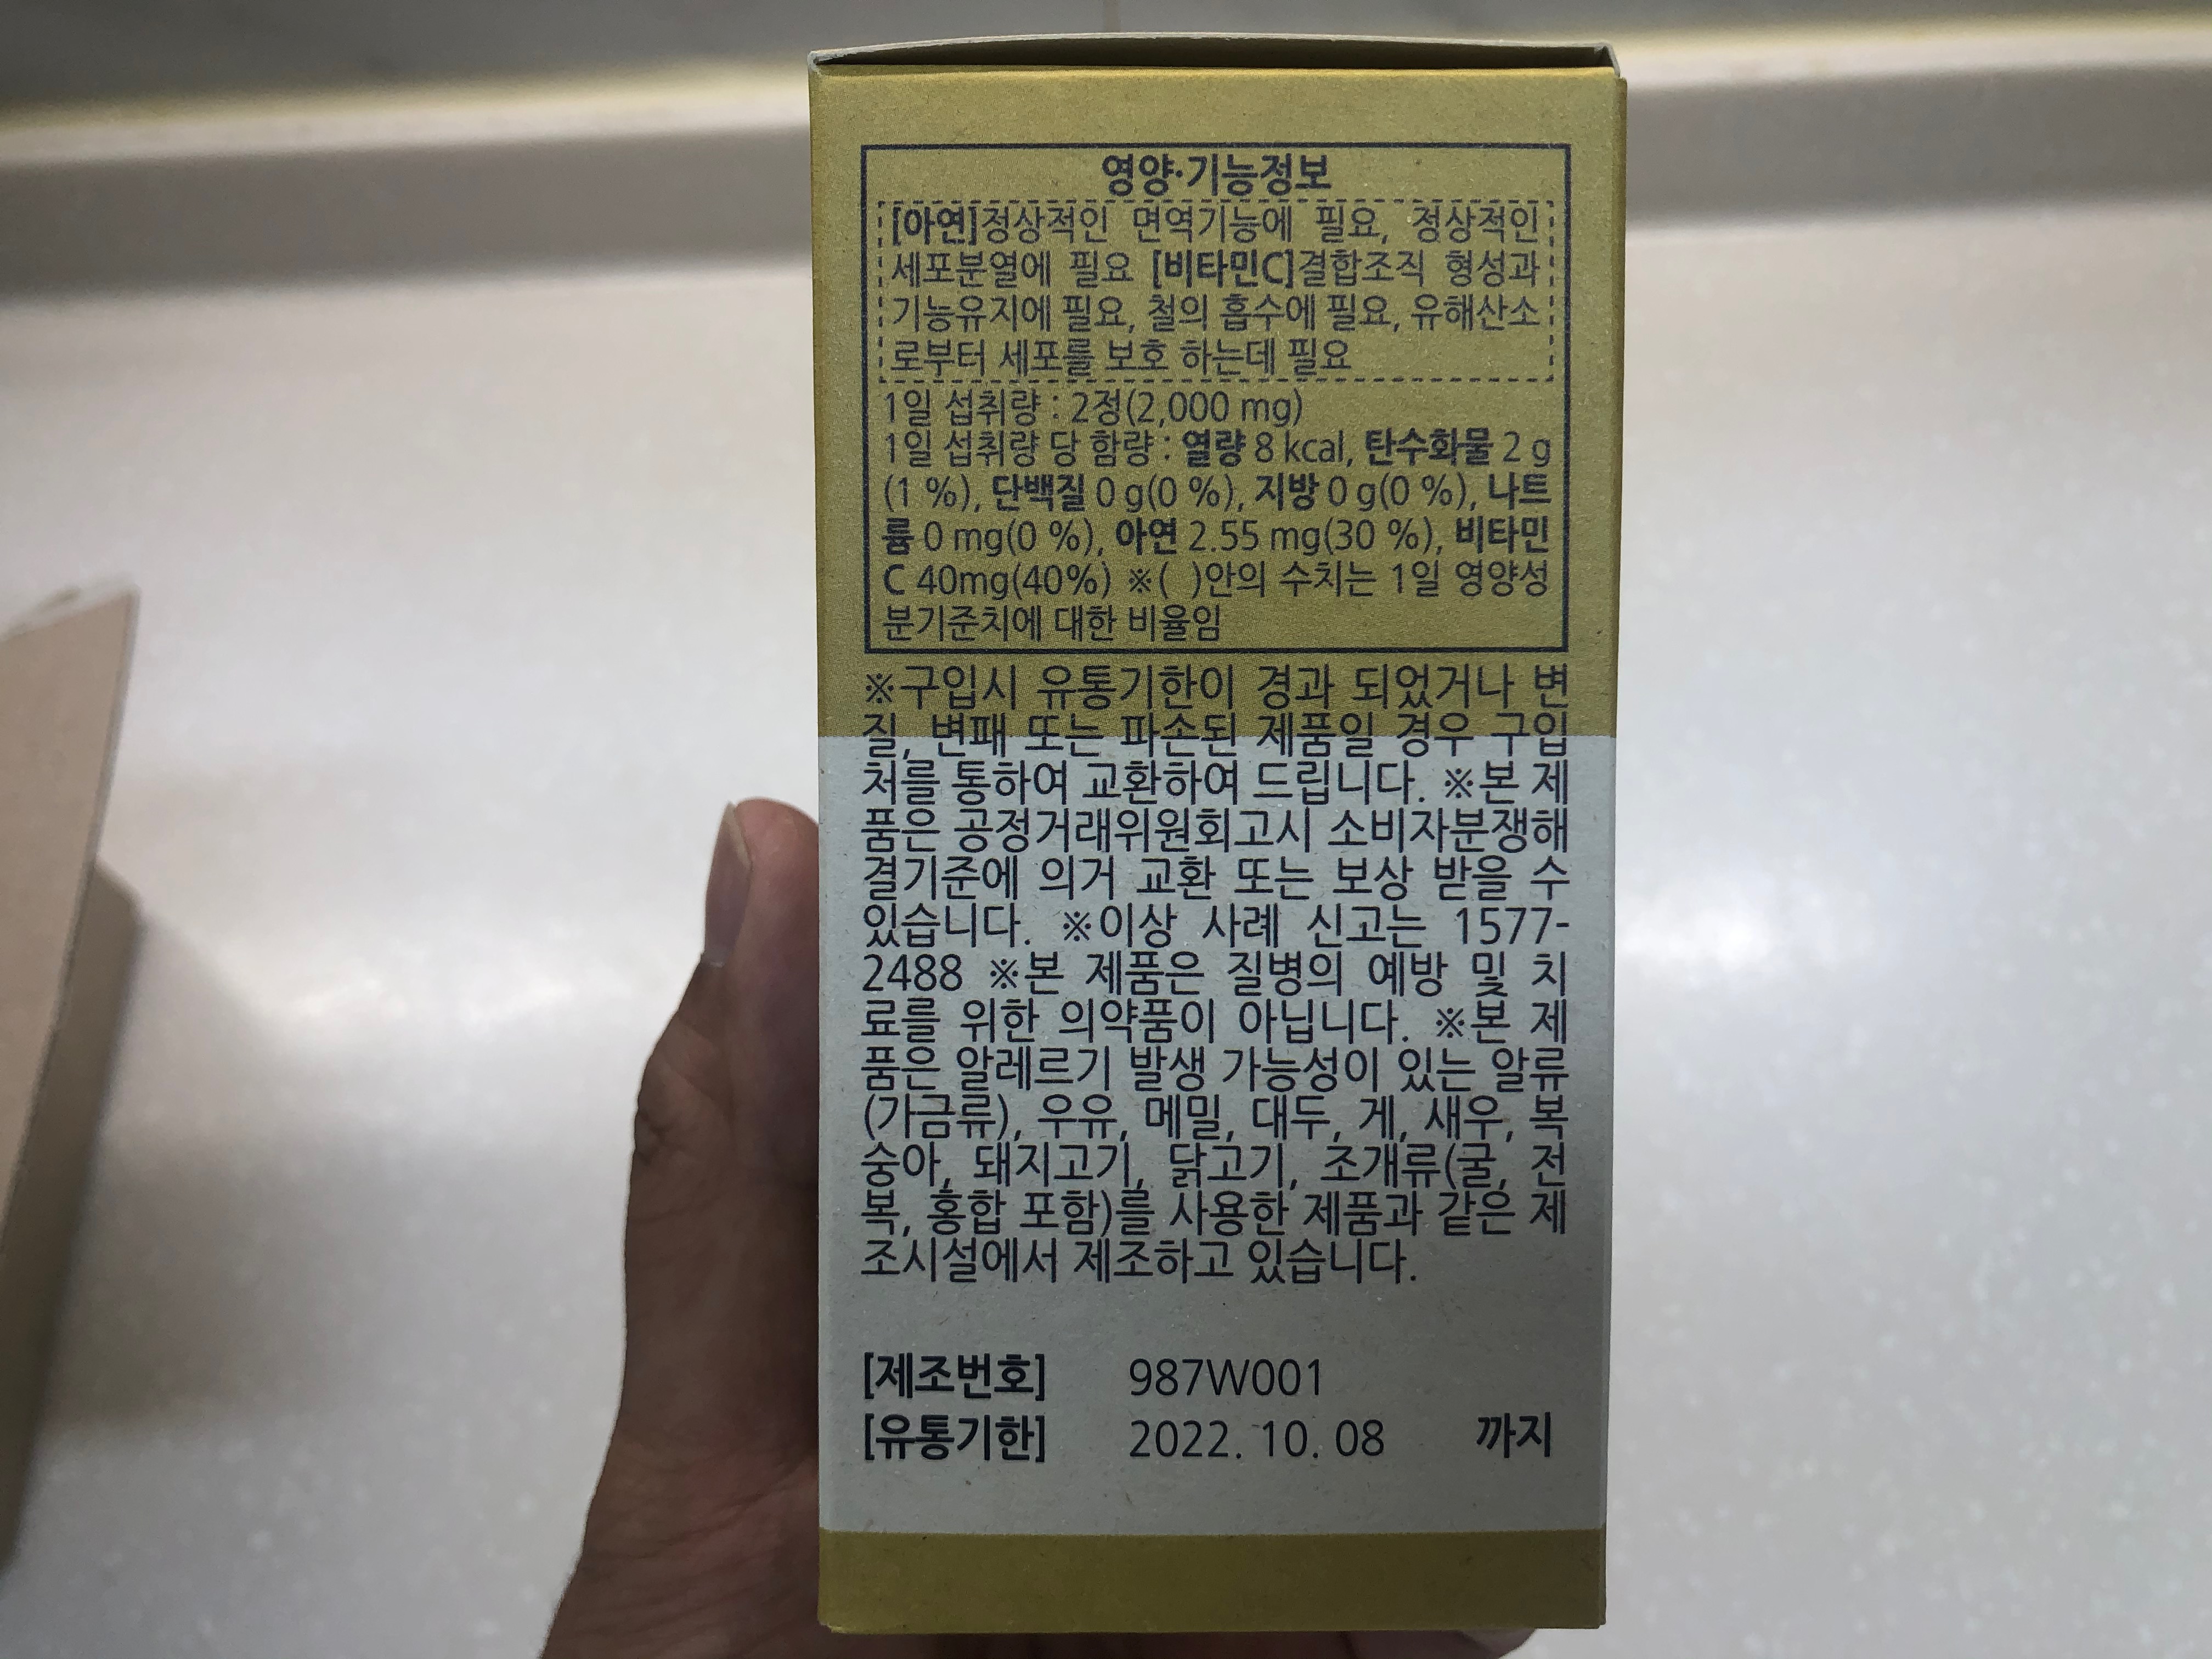 영양·기능정보
[아연]정상적인 면역기능에 필요, 정상적인
세포분열에 필요 [비타민C]결합조직 형성과
기능유지에 필요, 철의 흡수에 필요, 유해산소
로부터 세포를 보호 하는데 필요
1일 섭취량 : 2정(2,000 mg)
1일 섭취량 당 함량 : 열량 8 kcal, 탄수화물 2 g
(1 %), 단백질 0 g(0 %), 지방 0 g(0 %), 나트
륨 0 mg(0 %), 아연 2.55 mg(30 %), 비타민
C 40mg(40%) ※( )안의 수치는 1일 영양성
분기준치에 대한 비율임
※구입시 유통기한이 경과 되었거나 변
질, 변패 또는 파손된 제품일 경우 구입
처를 통하여 교환하여 드립니다. ※본 제
품은 공정거래위원회고시 소비자분쟁해
결기준에 의거 교환 또는 보상 받을 수
있습니다. ※이상 사례 신고는 1577-
2488 ※본 제품은 질병의 예방 및 치
료를 위한 의약품이 아닙니다. ※본 제
품은 알레르기 발생 가능성이 있는 알류
(가금류), 우유, 메밀, 대두, 게, 새우, 복
숭아, 돼지고기, 닭고기, 조개류(굴, 전
복, 홍합 포함)를 사용한 제품과 같은 제
조시설에서 제조하고 있습니다.
[제조번호] 987W001
[유통기한] 2022. 10. 08 까지